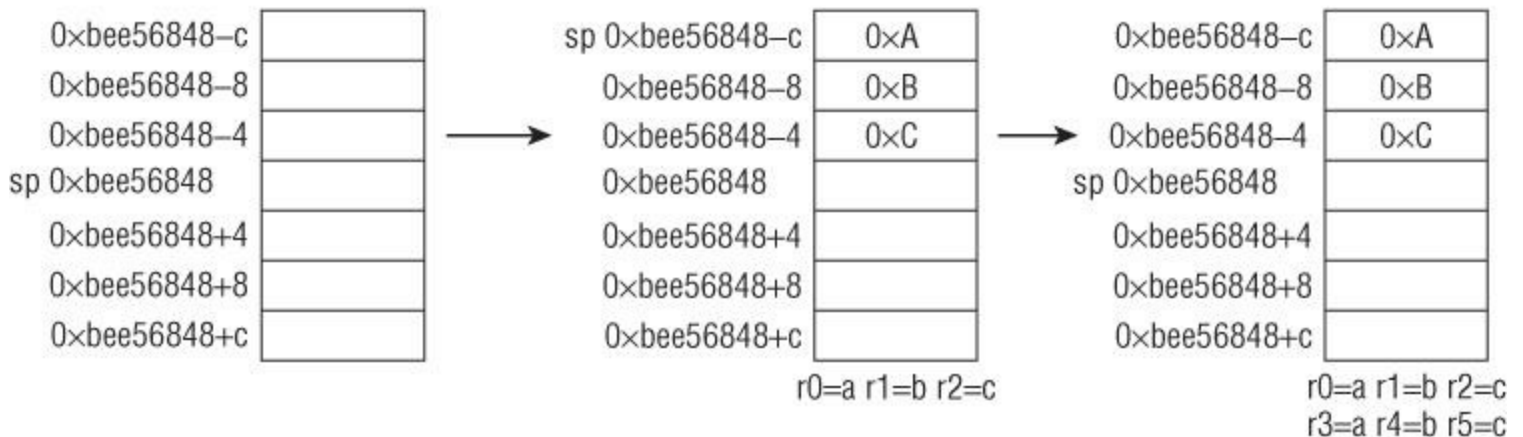 0×bee56848–c
0×bee56848–8
0×bee56848–4
sp 0×bee56848
0×bee56848+4
0×bee56848+8
0×bee56848+c
sp 0×bee56848–c 0×A
0×bee56848–8 0×B
0×bee56848–4 0×C
0×bee56848
0×bee56848+4
0×bee56848+8
0×bee56848+c
r0=a r1=b r2=c
0×bee56848–c 0×A
0×bee56848–8 0×B
0×bee56848–4 0×C
sp 0×bee56848
0×bee56848+4
0×bee56848+8
0×bee56848+c
r0=a r1=b r2=c
r3=a r4=b r5=c